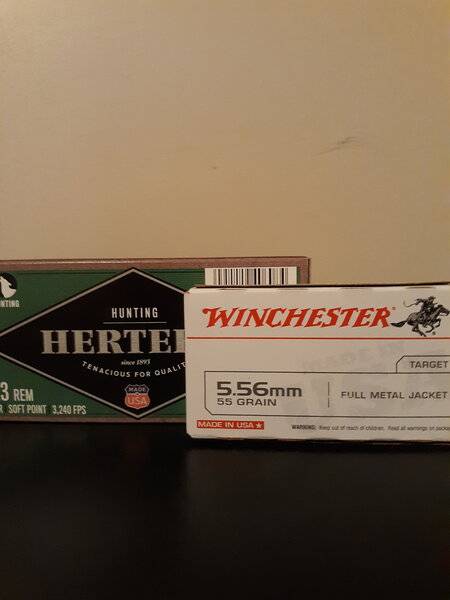 NTING
HUNTING
HERTE
since 1893
TENACIOUS FOR QUALIT
3 REM
R SOFT POINT 3,240 FPS
MADE
IN
USA
WINCHESTER
TARGET
5.56mm
55 GRAIN
FULL METAL JACKET
MADE IN USA
WARNING: Keep out of reach of children. Read all warnings on